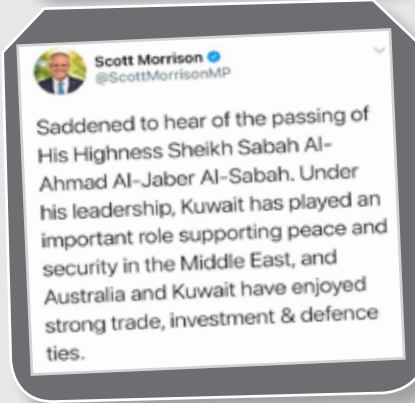 Scott Morrison
@ScottMorrisonMP
Saddened to hear of the passing of
His Highness Sheikh Sabah Al-
Ahmad Al-Jaber Al-Sabah. Under
his leadership, Kuwait has played an
important role supporting peace and
security in the Middle East, and
Australia and Kuwait have enjoyed
strong trade, investment & defence
ties.